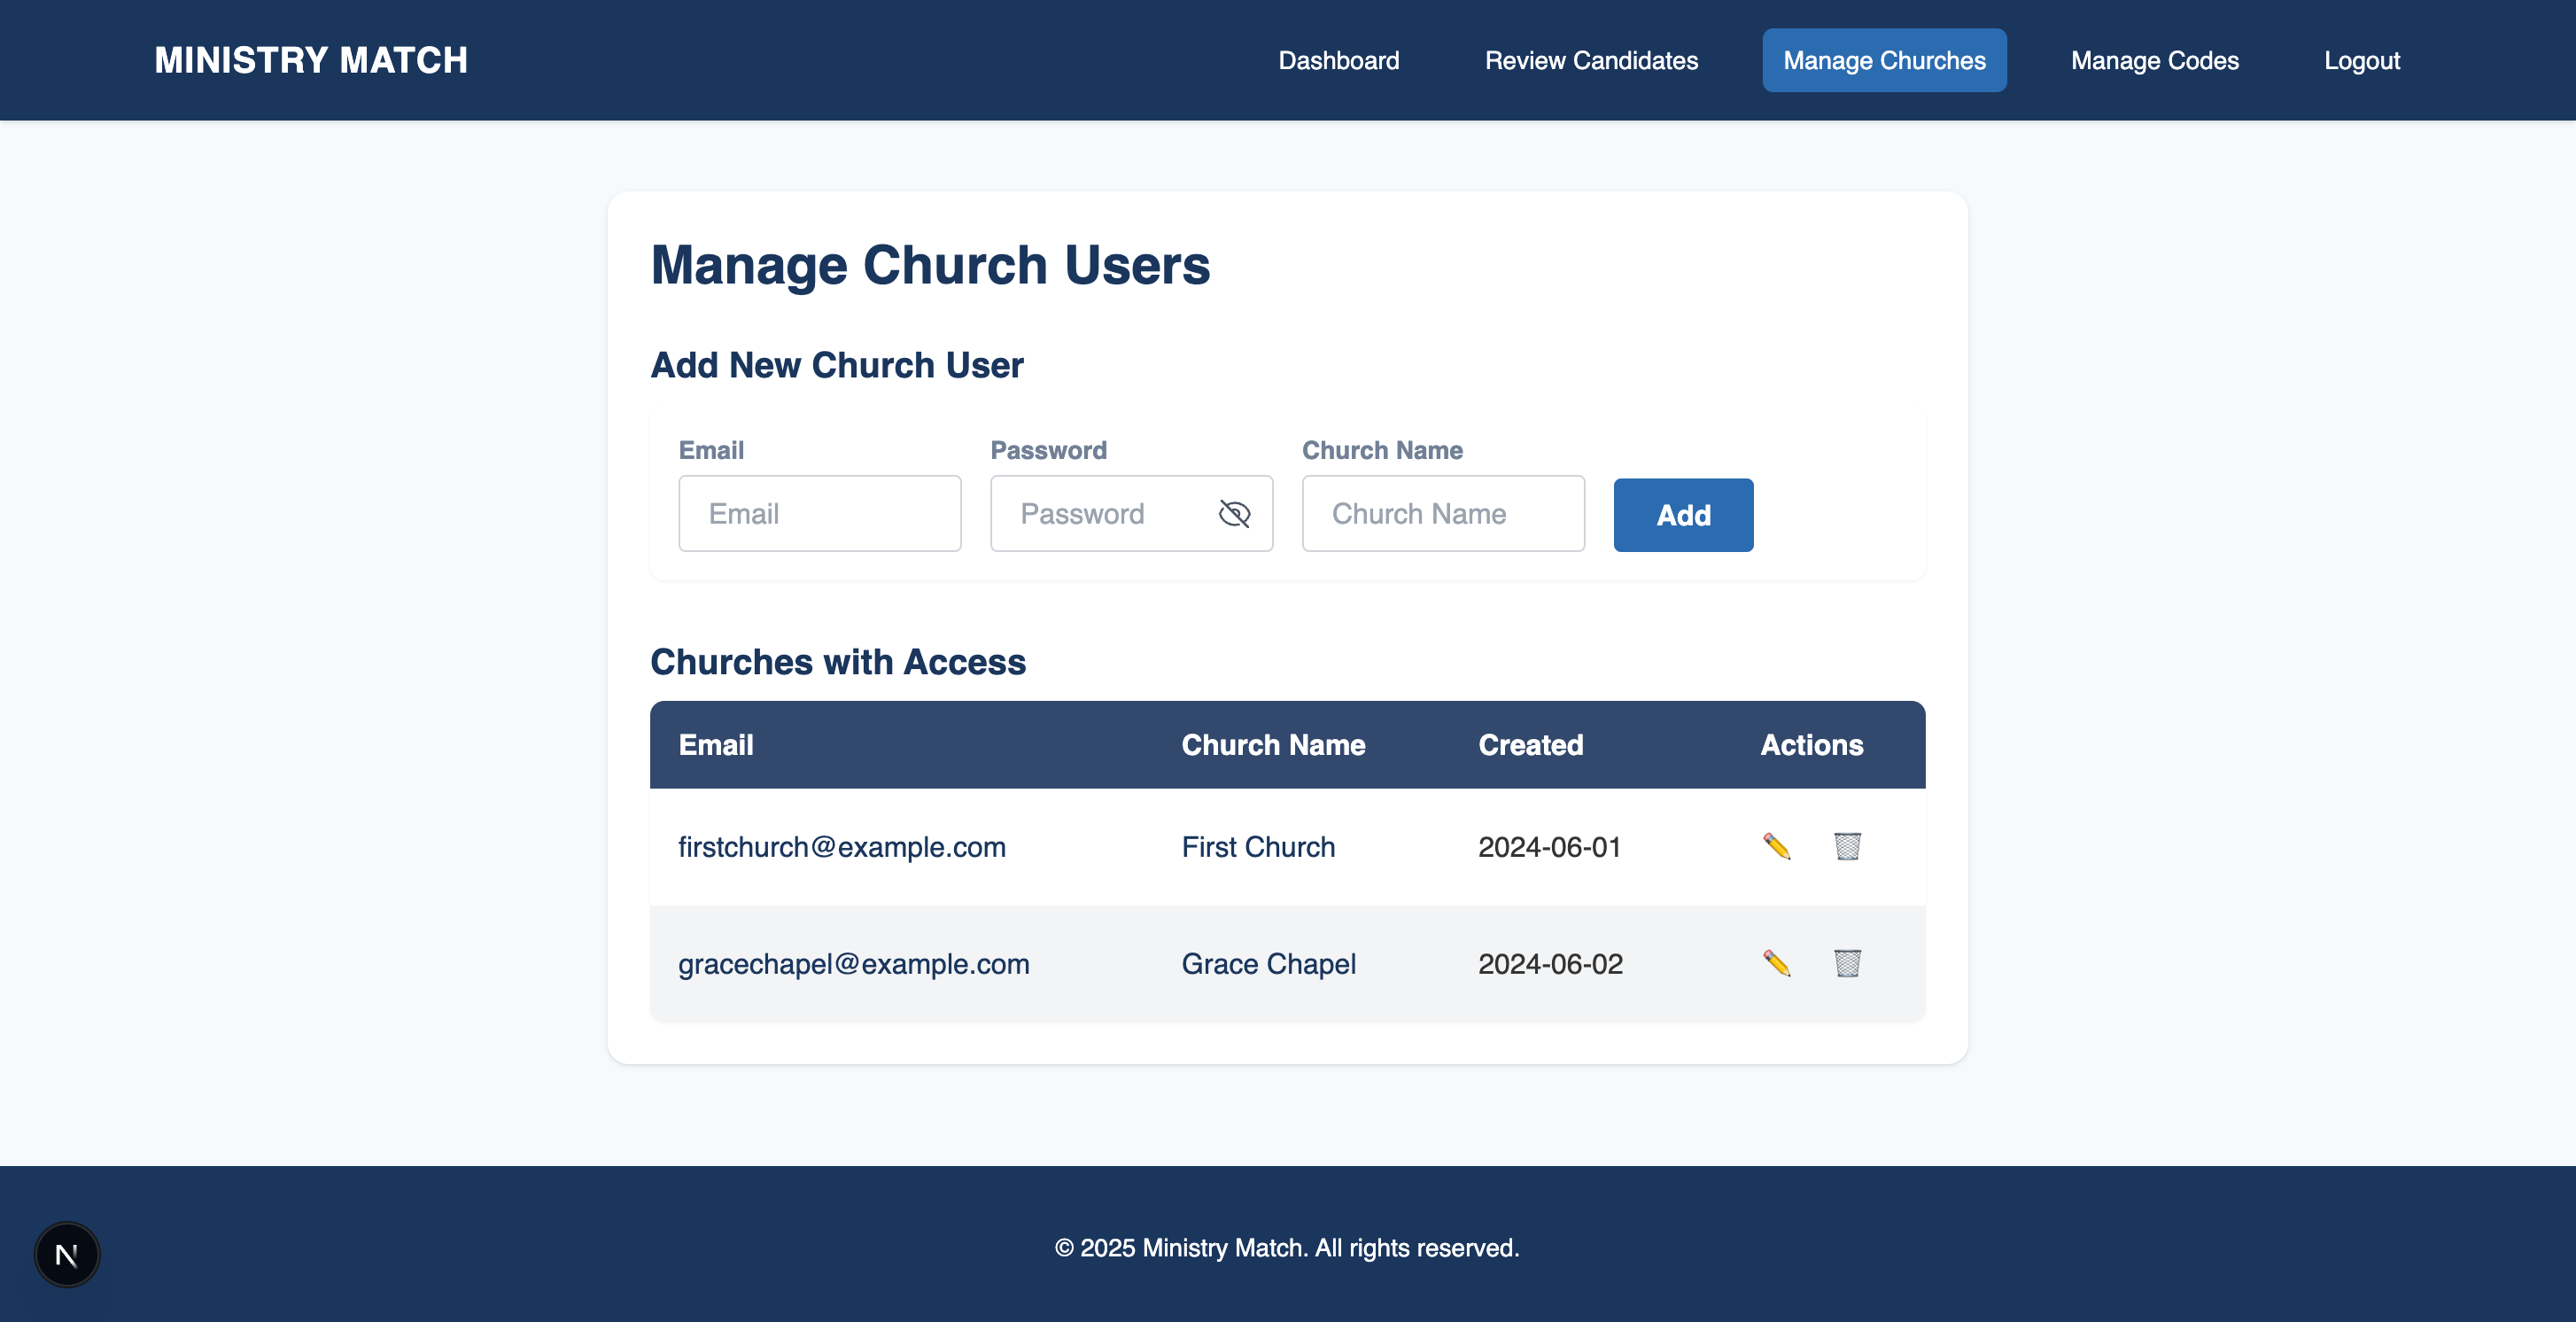 MINISTRY MATCH
Dashboard
Review Candidates
Manage Churches
Manage Codes
Logout
Manage Church Users
Add New Church User
Email
Password
Church Name
Email
Password
Church Name
Add
Churches with Access
Email Church Name Created Actions
firstchurch@example.com First Church 2024-06-01
gracechapel@example.com Grace Chapel 2024-06-02
N
© 2025 Ministry Match. All rights reserved.